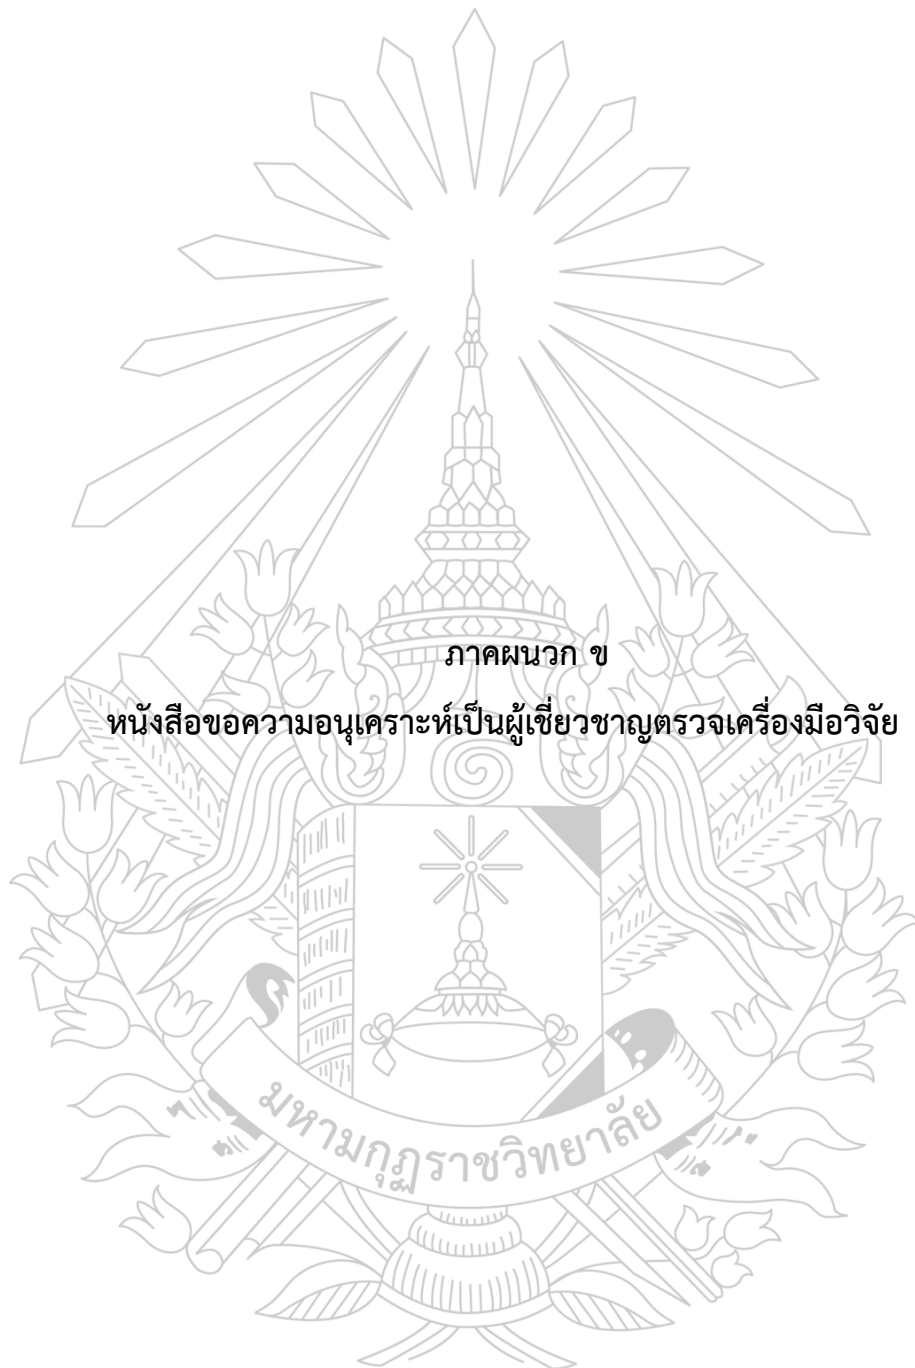 ภาคผนวก ข
หนังสือขอความอนุเคราะห์เป็นผู้เชี่ยวชาญตรวจเครื่องมือวิจัย
มหามกุฏราชวิทยาลัย